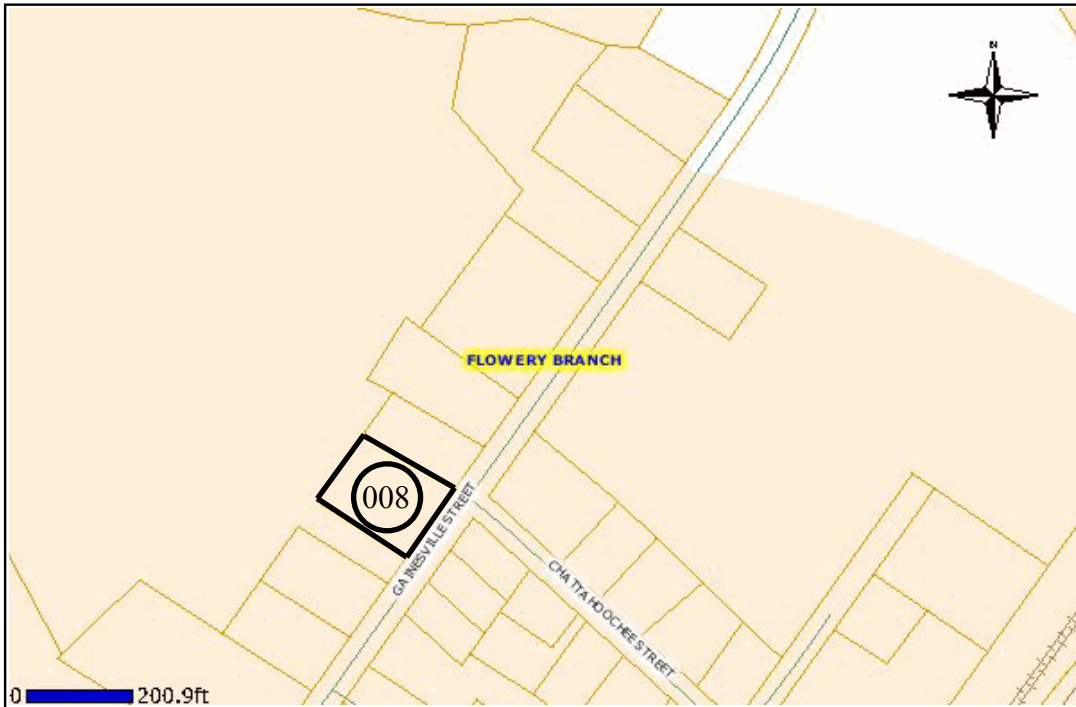 N
FLOWERY BRANCH
008
GAINESVILLE STREET
CHATTAHOOCHEE STREET
0 200.9ft